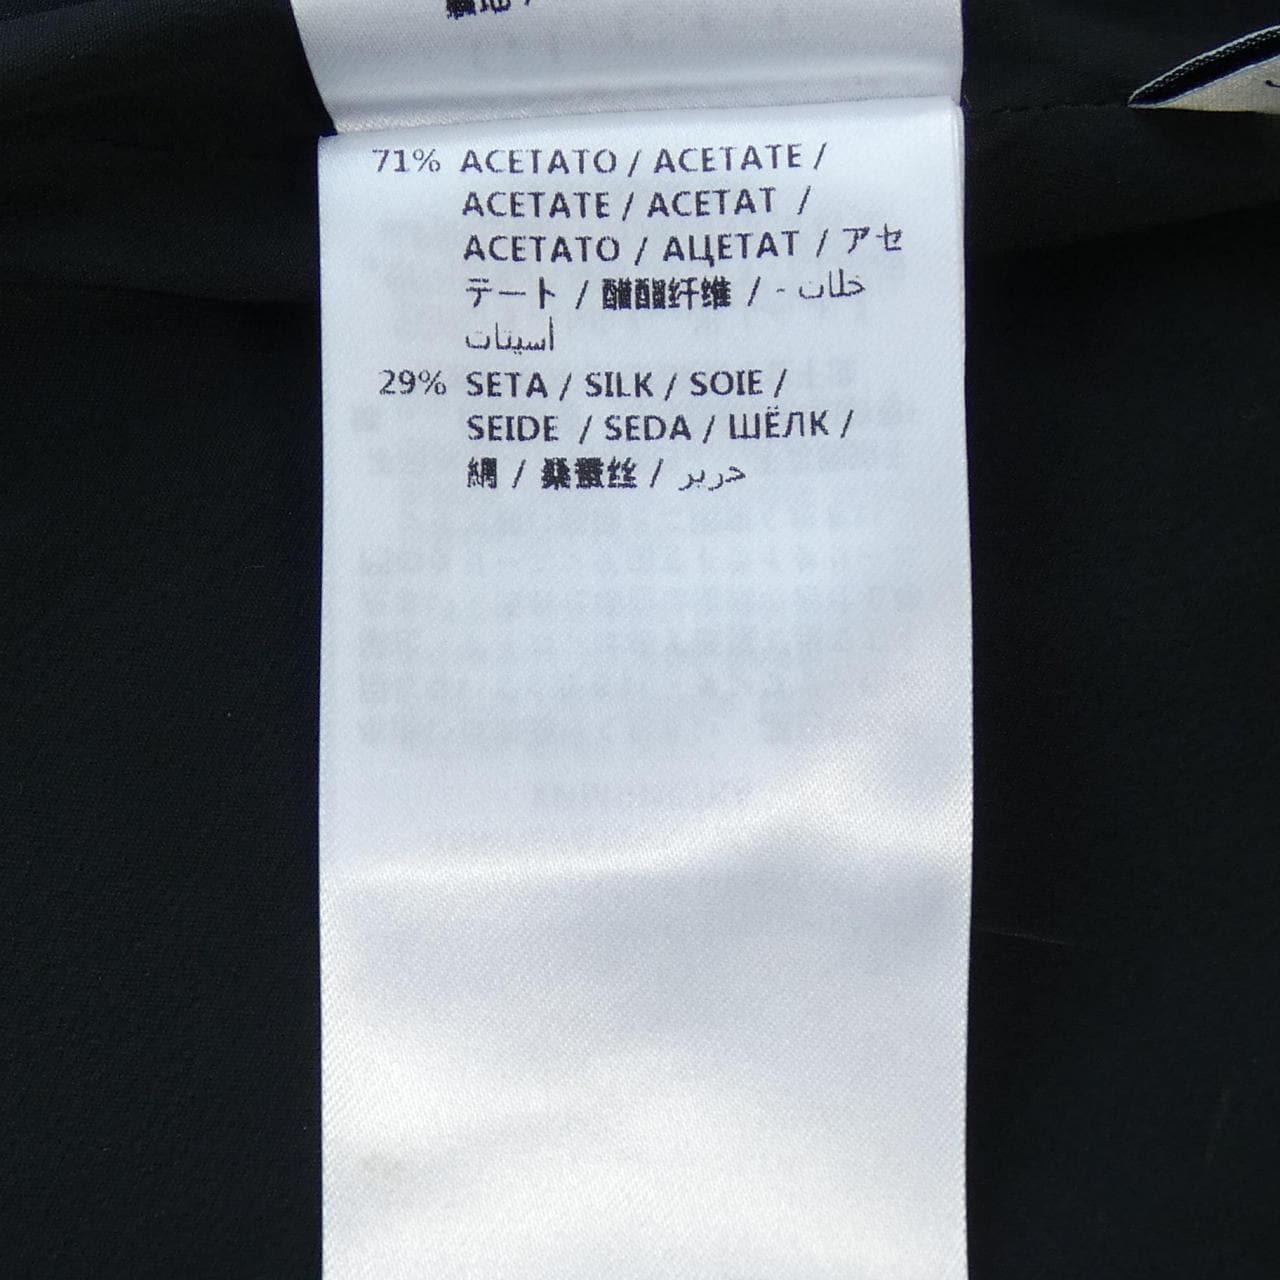 71% ACETATO / ACETATE /
ACETATE / ACETAT /
ACETATO / АЦЕТАТ / アセ
テート / 醋酯纤维 / خلات -
أسيتات
29% SETA / SILK / SOIE /
SEIDE / SEDA / ШЁЛК /
絹 / 桑蚕丝 / حرير